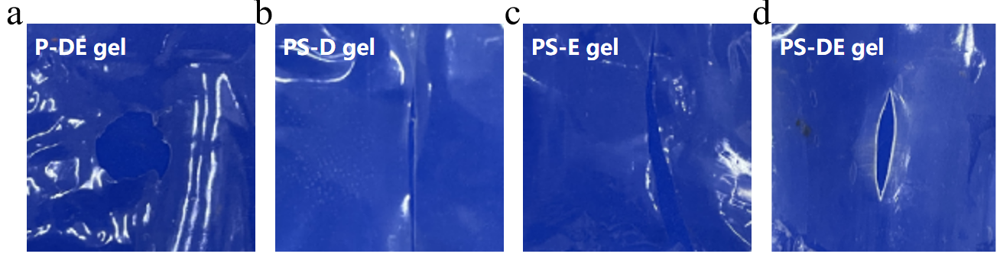 a
P-DE gel
b
PS-D gel
c
PS-E gel
d
PS-DE gel